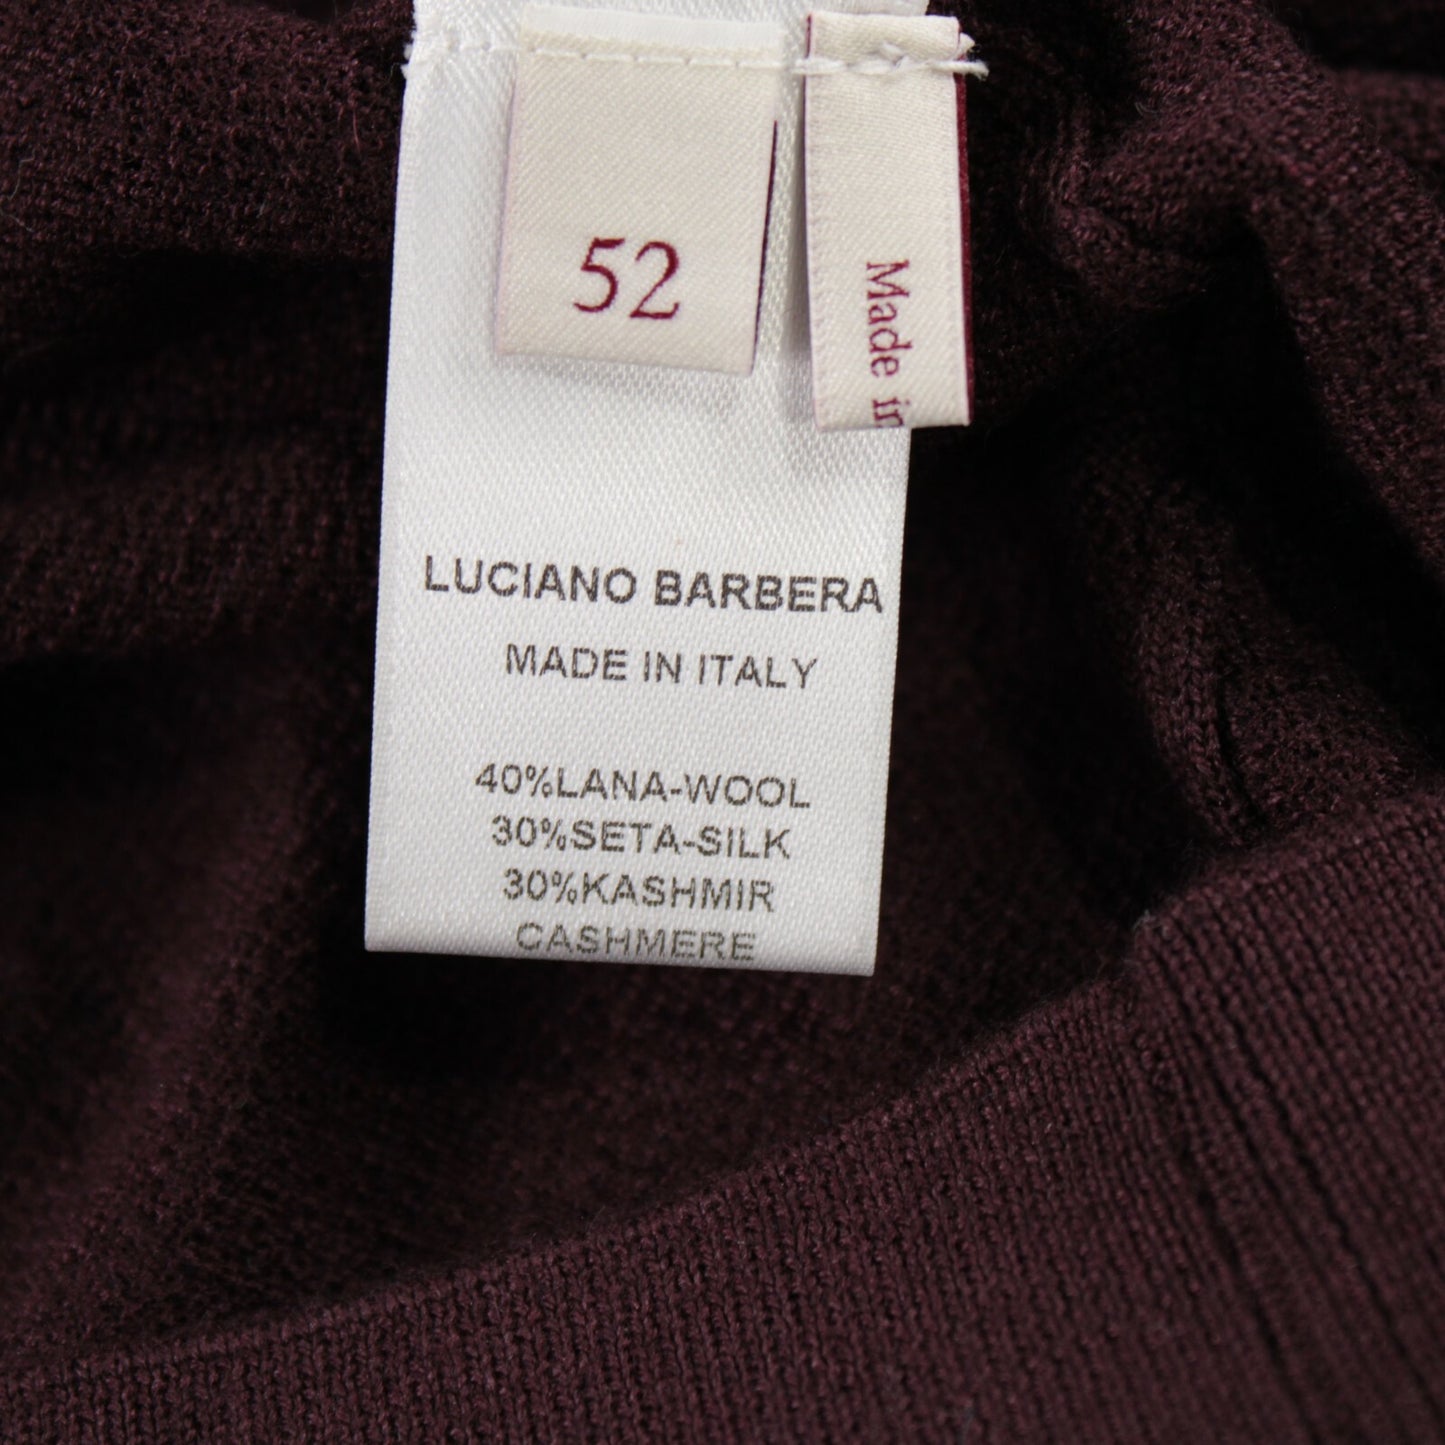 52
Made in
LUCIANO BARBERA
MADE IN ITALY
40%LANA-WOOL
30%SETA-SILK
30%KASHMIR
CASHMERE